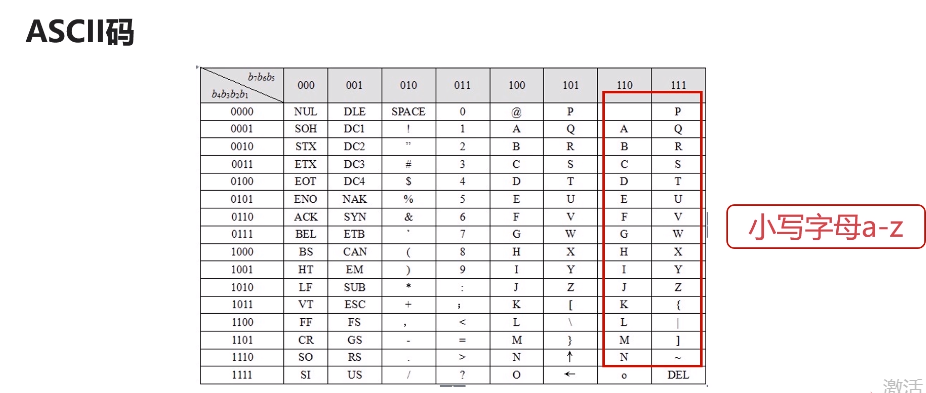 ASCII码
b₇b₆b₅
b₄b₃b₂b₁ 000 001 010 011 100 101 110 111
0000 NUL DLE SPACE 0 @ P P
0001 SOH DC1 ! 1 A Q A Q
0010 STX DC2 " 2 B R B R
0011 ETX DC3 # 3 C S C S
0100 EOT DC4 $ 4 D T D T
0101 ENO NAK % 5 E U E U
0110 ACK SYN & 6 F V F V
0111 BEL ETB ` 7 G W G W
1000 BS CAN ( 8 H X H X
1001 HT EM ) 9 I Y I Y
1010 LF SUB * : J Z J Z
1011 VT ESC + ; K [ K {
1100 FF FS , < L \ L |
1101 CR GS - = M } M ]
1110 SO RS . > N ↑ N ~
1111 SI US / ? O ← o DEL
小写字母a-z
激活